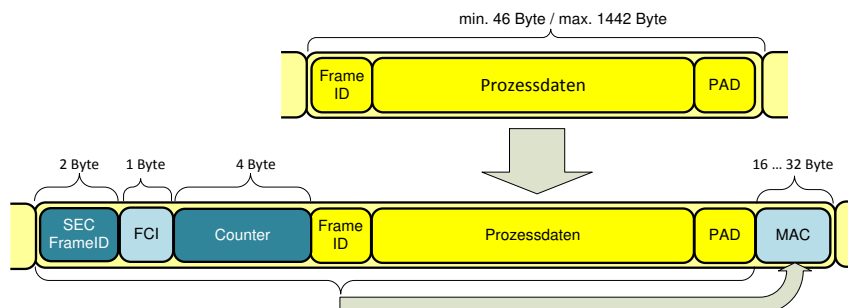 min. 46 Byte / max. 1442 Byte
Frame
ID
Prozessdaten
PAD
2 Byte
1 Byte
4 Byte
16 ... 32 Byte
SEC
FrameID
FCI
Counter
Frame
ID
Prozessdaten
PAD
MAC